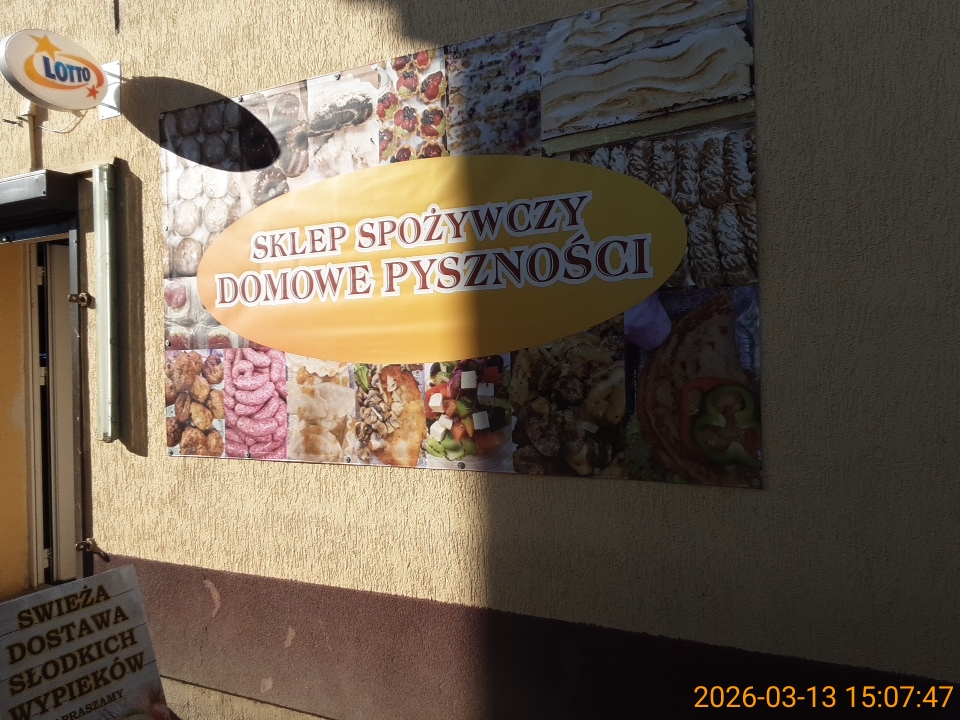 LOTTO
SKLEP SPOŻYWCZY
DOMOWE PYSZNOŚCI
SWIEŻA
DOSTAWA
SŁODKICH
WYPIEKÓW
2026-03-13 15:07:47